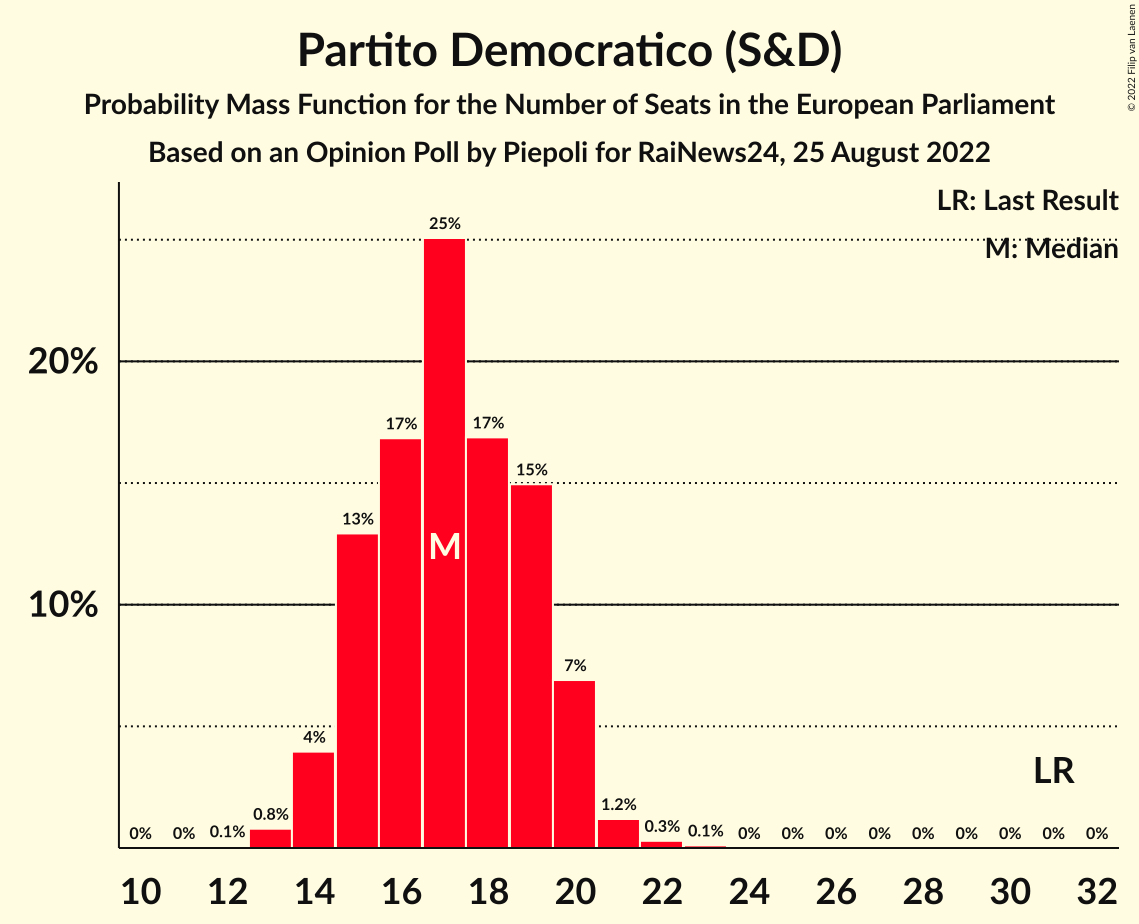 Partito Democratico (S&D)
Probability Mass Function for the Number of Seats in the European Parliament
Based on an Opinion Poll by Piepoli for RaiNews24, 25 August 2022
© 2022 Filip van Laenen
LR: Last Result
M: Median
20%
10%
0% 0% 0.1% 0.8% 4% 13% 17% 25% 17% 15% 7% 1.2% 0.3% 0.1% 0% 0% 0% 0% 0% 0% 0% 0% 0%
M
LR
10 12 14 16 18 20 22 24 26 28 30 32